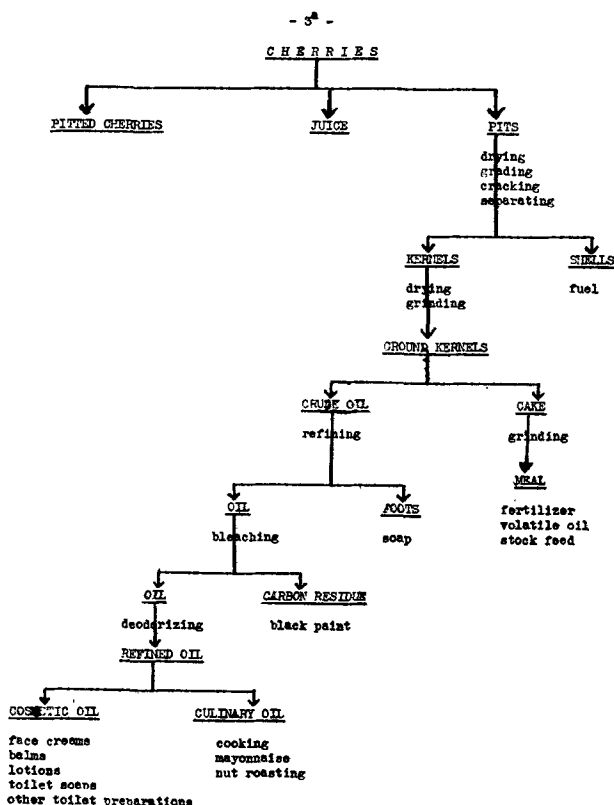 - 3a -
CHERRIES
PITTED CHERRIES JUICE PITS
drying
grading
cracking
separating
KERNELS SHELLS
drying fuel
grinding
GROUND KERNELS
CRUDE OIL CAKE
refining grinding
MEAL
OIL FOOTS fertilizer
bleaching soap volatile oil
stock feed
OIL CARBON RESIDUE
deodorizing black paint
REFINED OIL
COSMETIC OIL CULINARY OIL
face creams cooking
balms mayonnaise
lotions nut roasting
toilet soaps
other toilet preparations